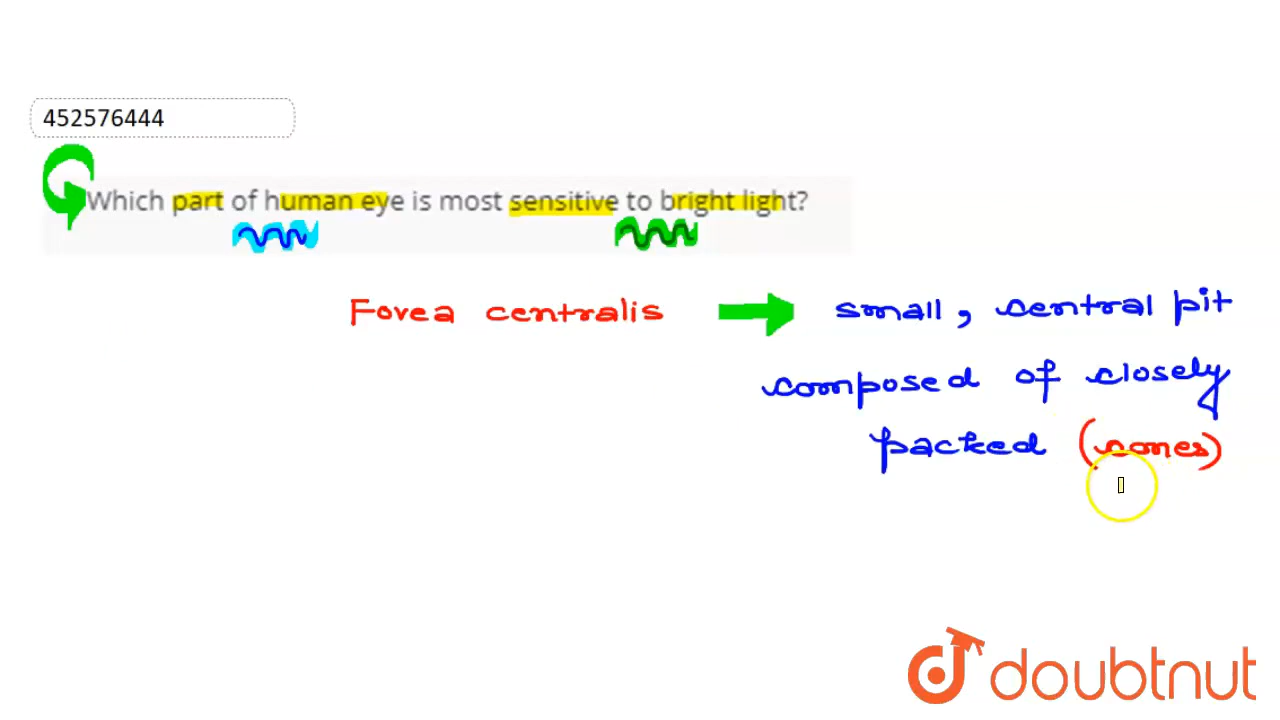 452576444
Which part of human eye is most sensitive to bright light?
Fovea centralis → small, central pit
composed of closely
packed (cones)
doubtnut